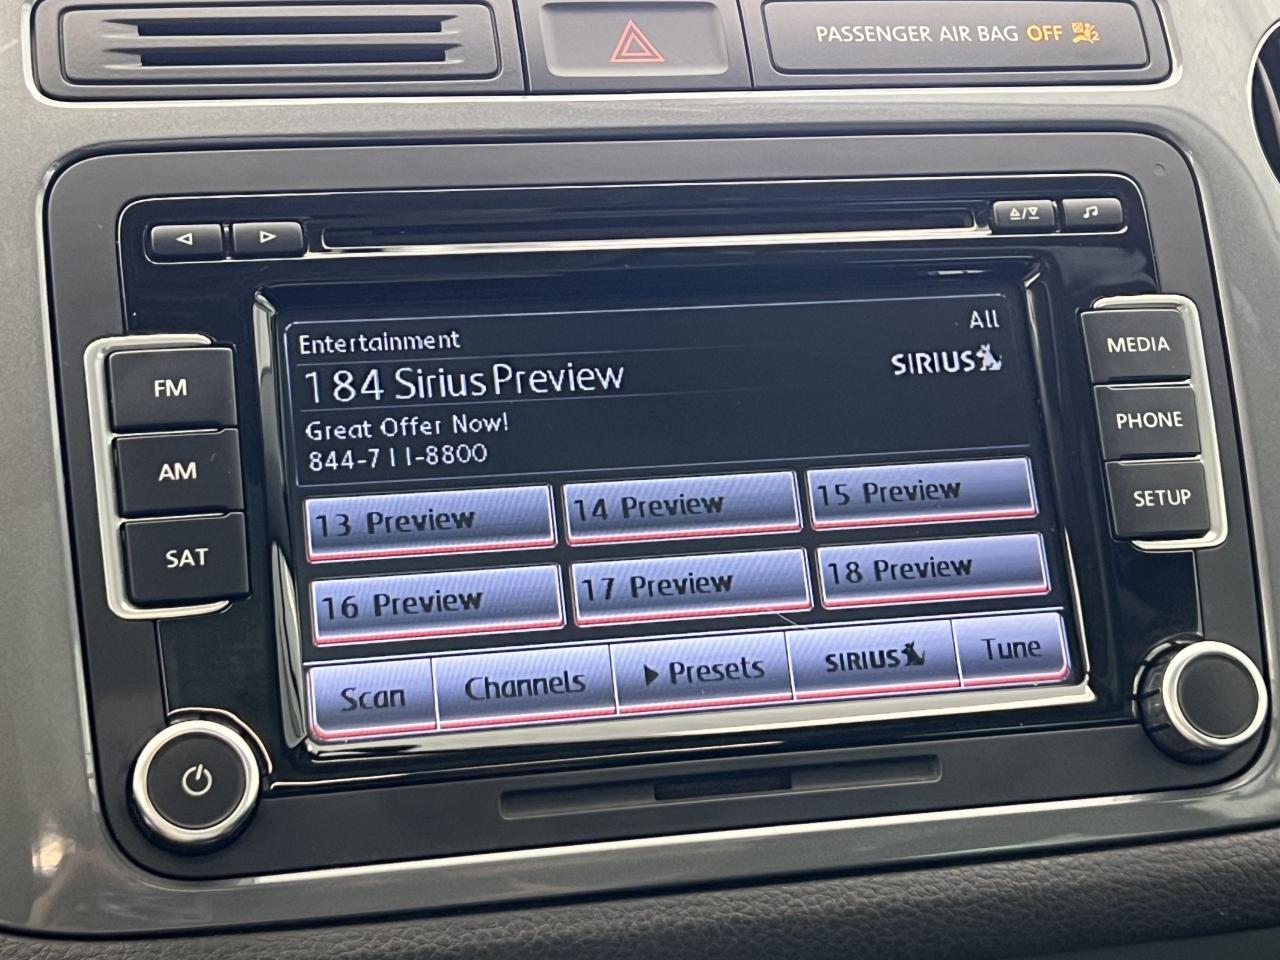 PASSENGER AIR BAG OFF
FM
AM
SAT
MEDIA
PHONE
SETUP
Entertainment
All
184 Sirius Preview
SIRIUS
Great Offer Now!
844-711-8800
13 Preview
14 Preview
15 Preview
16 Preview
17 Preview
18 Preview
Scan
Channels
Presets
SIRIUS
Tune